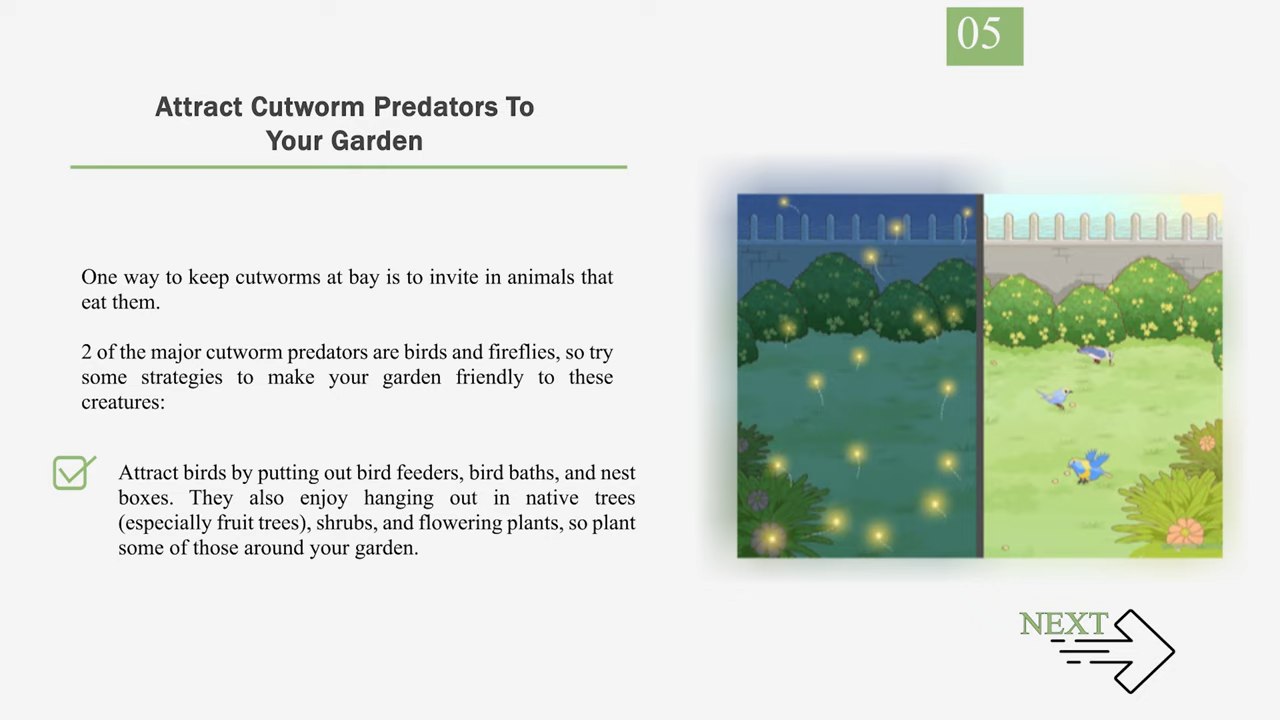 05
Attract Cutworm Predators To
Your Garden
One way to keep cutworms at bay is to invite in animals that
eat them.
2 of the major cutworm predators are birds and fireflies, so try
some strategies to make your garden friendly to these
creatures:
Attract birds by putting out bird feeders, bird baths, and nest
boxes. They also enjoy hanging out in native trees
(especially fruit trees), shrubs, and flowering plants, so plant
some of those around your garden.
NEXT